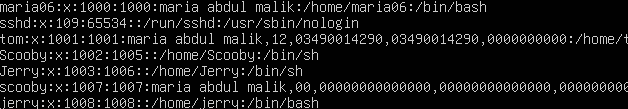 maria06:x:1000:1000:maria abdul malik:/home/maria06:/bin/bash
sshd:x:109:65534::/run/sshd:/usr/sbin/nologin
tom:x:1001:1001:maria abdul malik,12,03490014290,03490014290,0000000000:/home/t
Scooby:x:1002:1005::/home/Scooby:/bin/sh
Jerry:x:1003:1006::/home/Jerry:/bin/sh
scooby:x:1007:1007:maria abdul malik,00,00000000000000,0000000000000,000000000
jerry:x:1008:1008::/home/jerry:/bin/bash